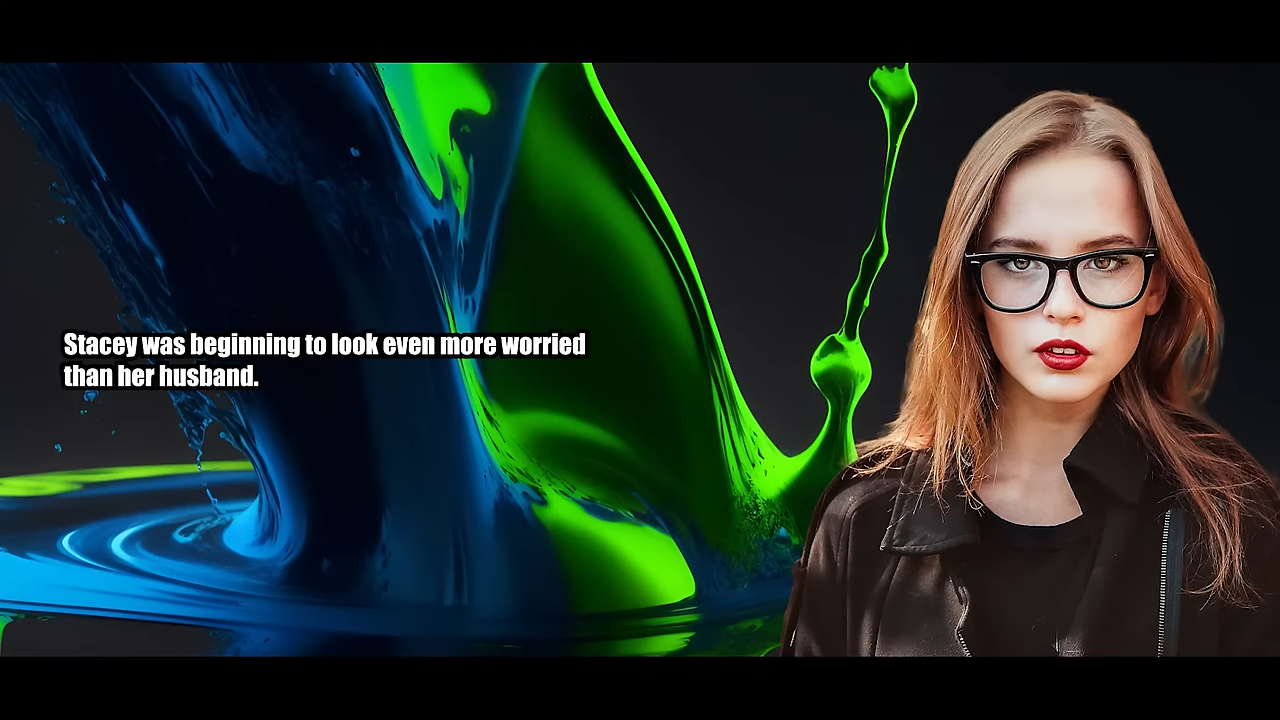 Stacey was beginning to look even more worried
than her husband.